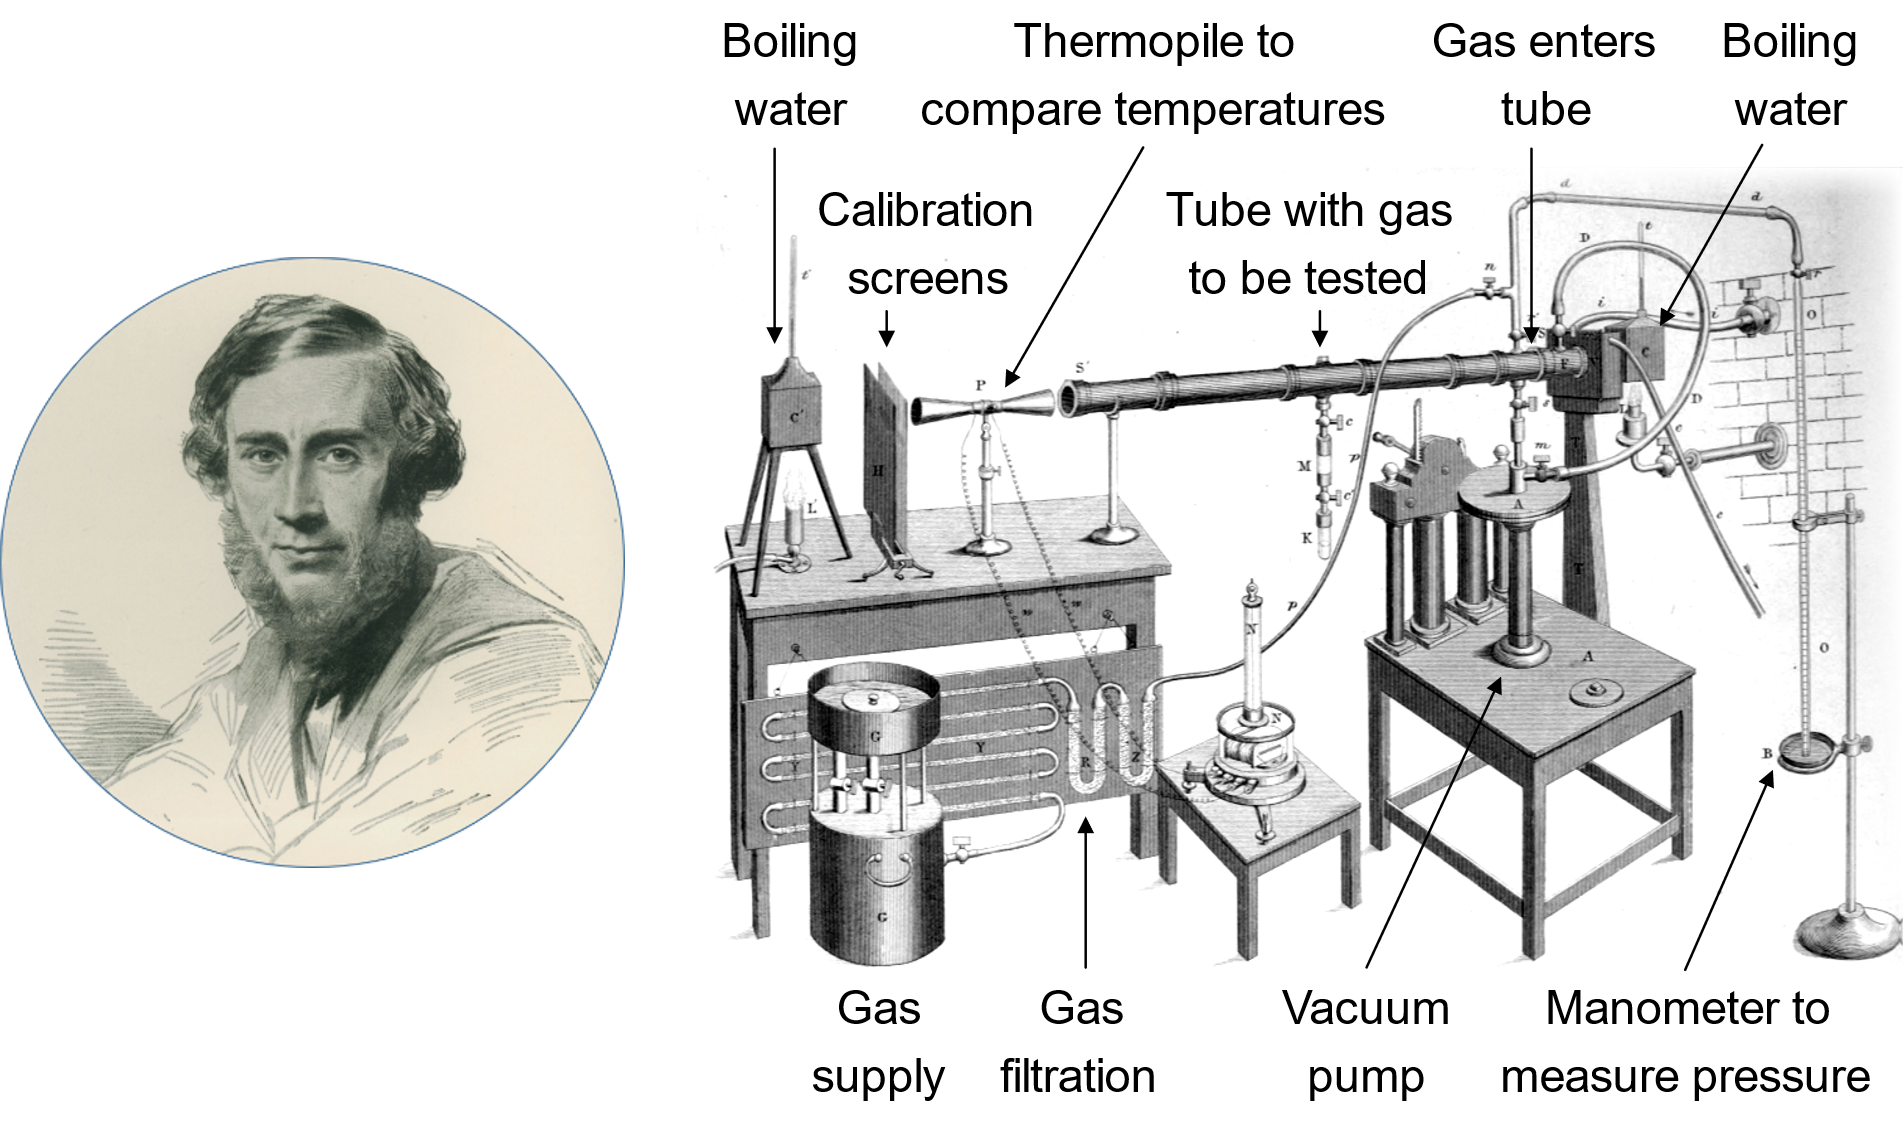 Boiling
water
Thermopile to
compare temperatures
Gas enters
tube
Boiling
water
Calibration
screens
Tube with gas
to be tested
d
d
D
t
n
i
i
r
O
t'
S'
P
C'
C
D
c
s
e
M
p
m
c'
H
L'
A
K
T
c
T
p
N
w
w
A
O
N
G
Y
R
Z
B
Y
G
Gas
supply
Gas
filtration
Vacuum
pump
Manometer to
measure pressure